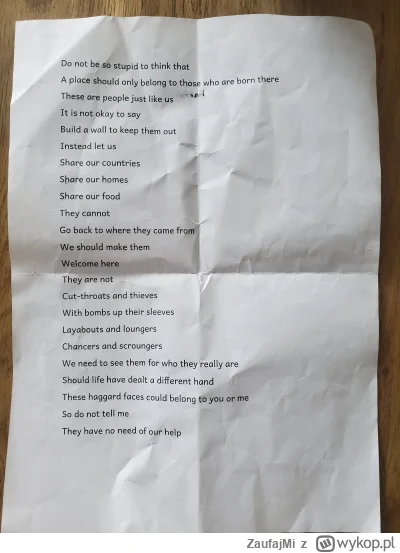 Do not be so stupid to think that
A place should only belong to those who are born there
These are people just like us
It is not okay to say
Build a wall to keep them out
Instead let us
Share our countries
Share our homes
Share our food
They cannot
Go back to where they came from
We should make them
Welcome here
They are not
Cut-throats and thieves
With bombs up their sleeves
Layabouts and loungers
Chancers and scroungers
We need to see them for who they really are
Should life have dealt a different hand
These haggard faces could belong to you or me
So do not tell me
They have no need of our help
ZaufajMi z wykop.pl